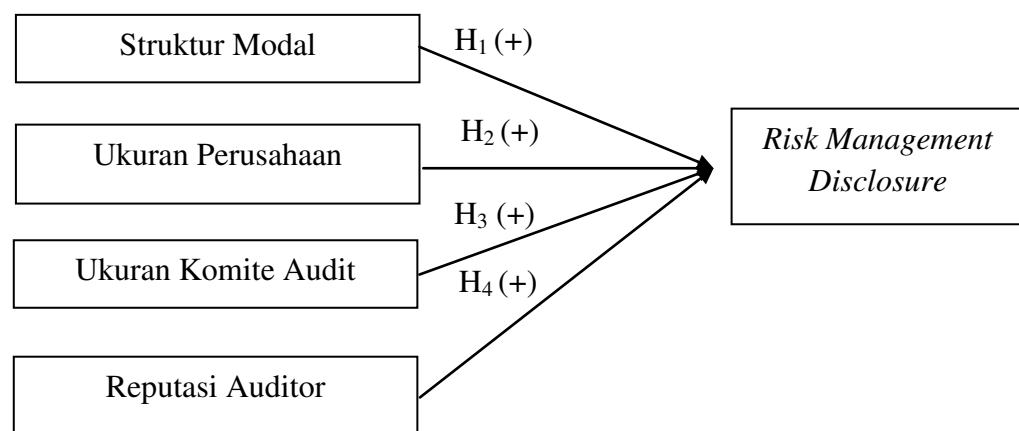 Struktur Modal
H₁ (+)
Ukuran Perusahaan
H₂ (+)
Risk Management
Disclosure
Ukuran Komite Audit
H₃ (+)
Reputasi Auditor
H₄ (+)